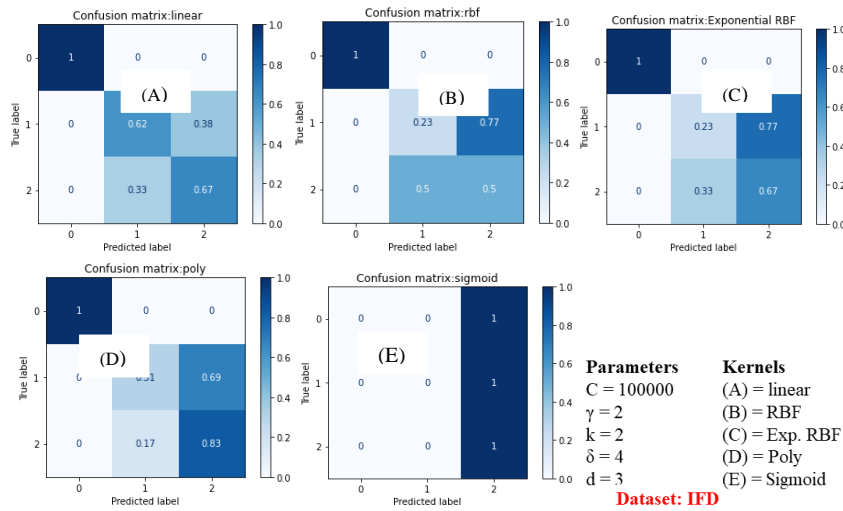 Confusion matrix:linear
1.0
0.8
0.6
0.4
0.2
0.0
0
1
2
True label
1 0 0
(A)
0 0.62 0.38
0 0.33 0.67
0 1 2
Predicted label
Confusion matrix:rbf
1.0
0.8
0.6
0.4
0.2
0.0
0
1
2
True label
1 0 0
(B)
0 0.23 0.77
0 0.5 0.5
0 1 2
Predicted label
Confusion matrix:Exponential RBF
1.0
0.8
0.6
0.4
0.2
0.0
0
1
2
True label
1 0 0
(C)
0 0.23 0.77
0 0.33 0.67
0 1 2
Predicted label
Confusion matrix:poly
1.0
0.8
0.6
0.4
0.2
0.0
0
1
2
True label
1 0 0
(D)
0 0.69
0 0.17 0.83
0 1 2
Predicted label
Confusion matrix:sigmoid
1.0
0.8
0.6
0.4
0.2
0.0
0
1
2
True label
0 0 1
(E)
0 0 1
0 0 1
0 1 2
Predicted label
Parameters Kernels
C = 100000 (A) = linear
γ = 2 (B) = RBF
k = 2 (C) = Exp. RBF
δ = 4 (D) = Poly
d = 3 (E) = Sigmoid
Dataset: IFD